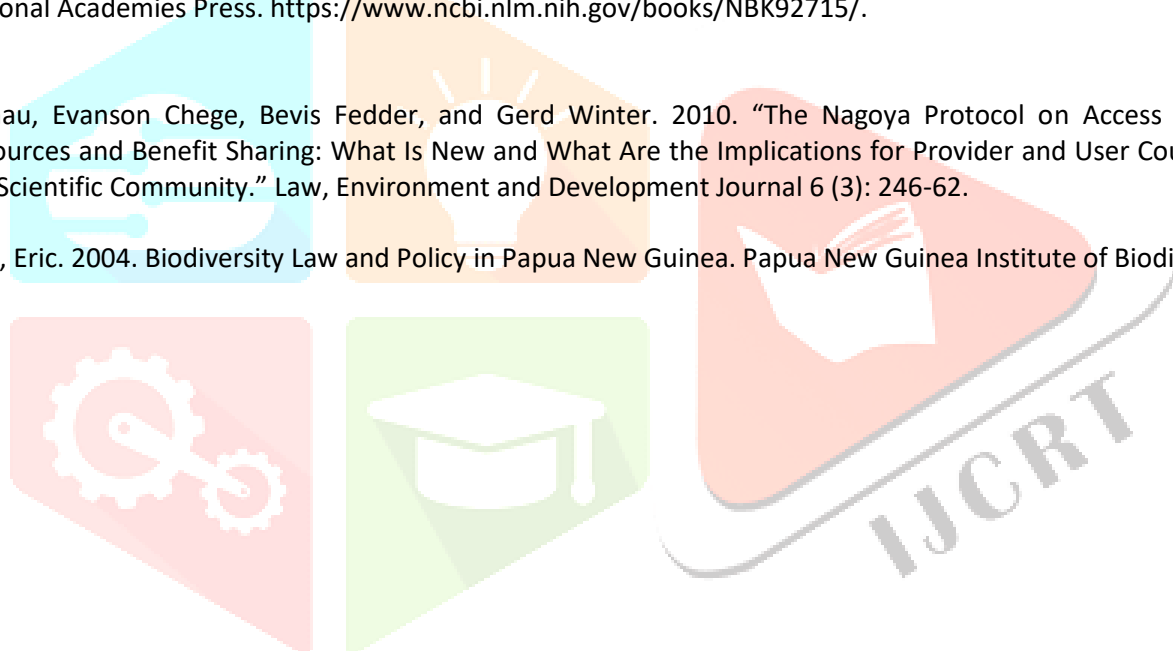 onal Academies Press. https://www.ncbi.nlm.nih.gov/books/NBK92715/.
au, Evanson Chege, Bevis Fedder, and Gerd Winter. 2010. “The Nagoya Protocol on Access
ources and Benefit Sharing: What Is New and What Are the Implications for Provider and User Cou
Scientific Community.” Law, Environment and Development Journal 6 (3): 246-62.
, Eric. 2004. Biodiversity Law and Policy in Papua New Guinea. Papua New Guinea Institute of Biodi
IJCRT